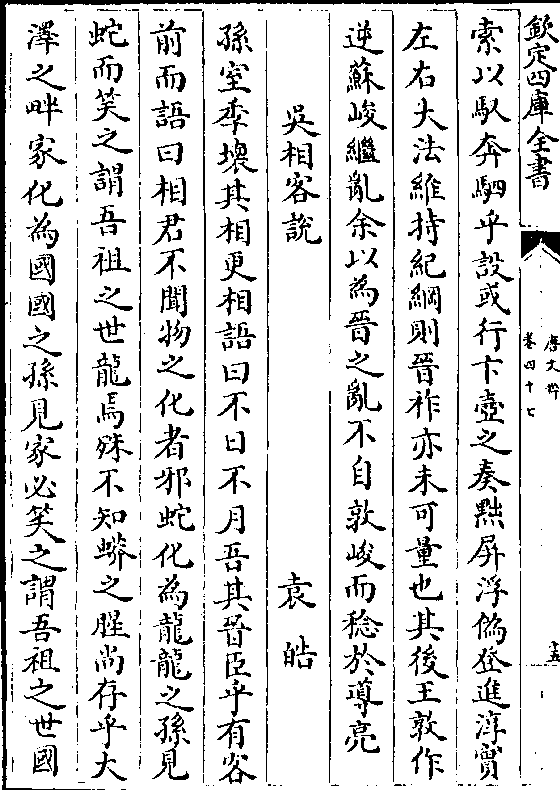 欽定四庫全書
唐文粹
卷四十七
十五
索以馭奔駟乎設或行卞壺之奏黜屏浮僞登進淳實
左右大法維持紀綱則晉祚亦未可量也其後王敦作
逆蘇峻繼亂余以為晉之亂不自敦峻而稔於導亮
吳相客說
袁皓
孫室季壞其相更相語曰不日不月吾其晉臣乎有客
前而語曰相君不聞物之化者邪蛇化為龍龍之孫見
蛇而笑之謂吾祖之世龍焉殊不知蟒之腥尚存乎大
澤之畔家化為國國之孫見家必笑之謂吾祖之世國